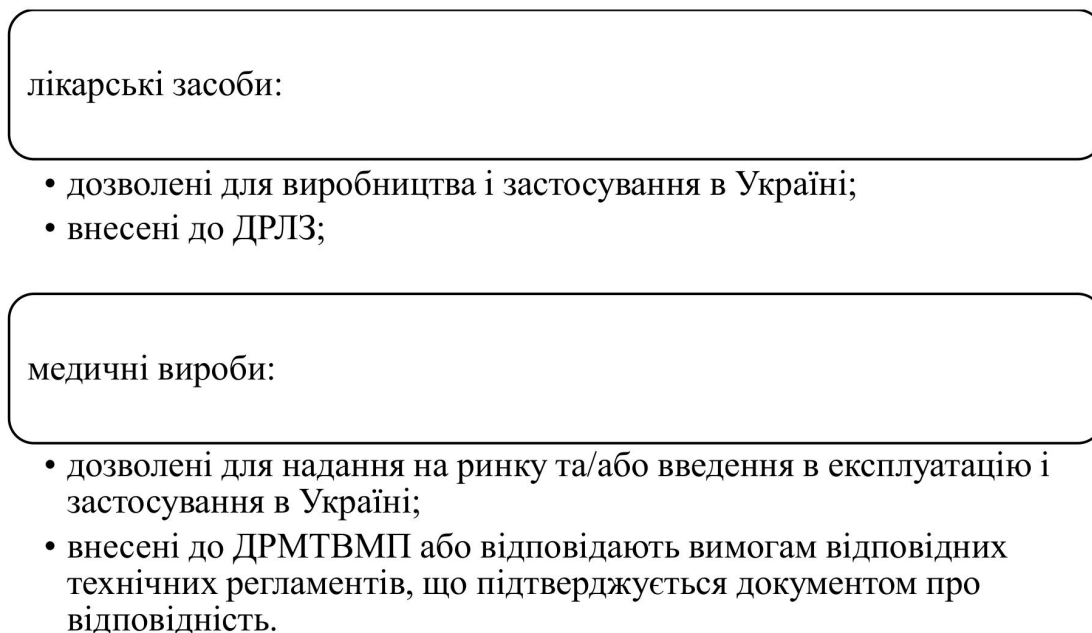 лікарські засоби:
• дозволені для виробництва і застосування в Україні;
• внесені до ДРЛЗ;
медичні вироби:
• дозволені для надання на ринку та/або введення в експлуатацію і
застосування в Україні;
• внесені до ДРМТВМП або відповідають вимогам відповідних
технічних регламентів, що підтверджується документом про
відповідність.